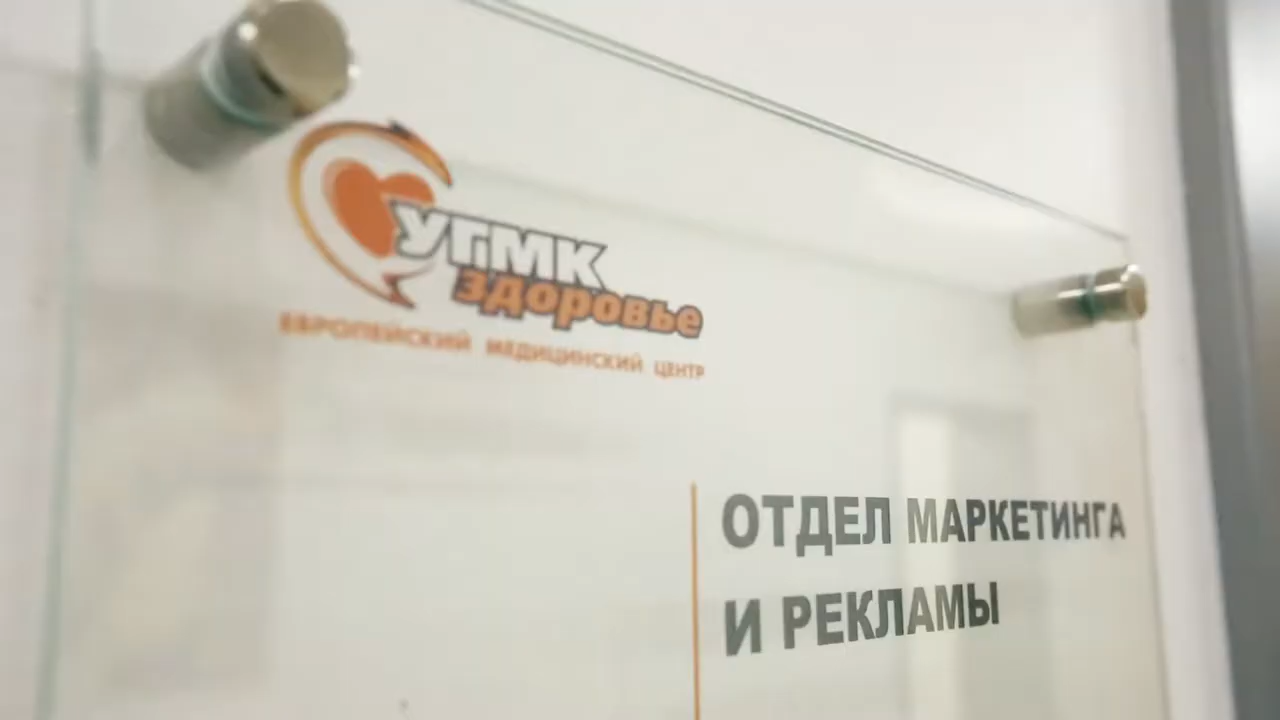 УГМК
здоровье
ЕВРОПЕЙСКИЙ МЕДИЦИНСКИЙ ЦЕНТР
ОТДЕЛ МАРКЕТИНГА
И РЕКЛАМЫ